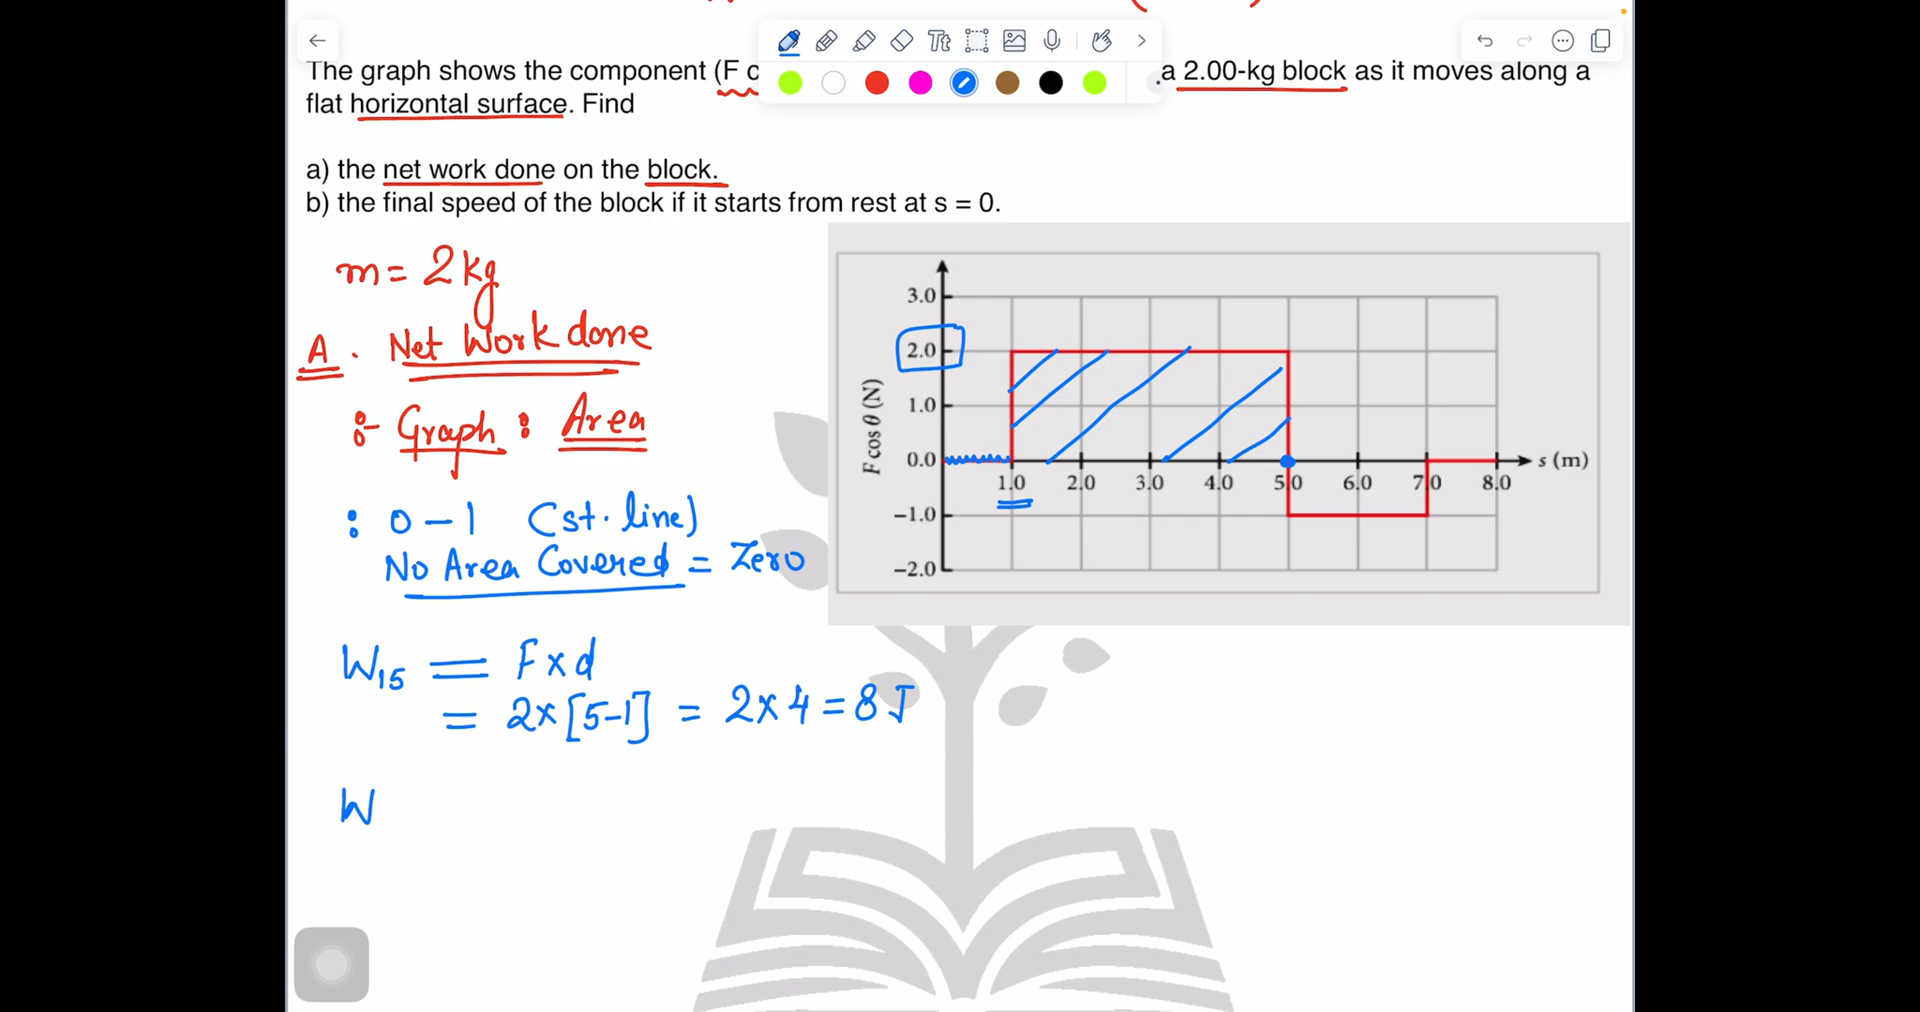 Tt
The graph shows the component (F c a 2.00-kg block as it moves along a
flat horizontal surface. Find
a) the net work done on the block.
b) the final speed of the block if it starts from rest at s = 0.
m = 2 kg
A. Net Work done
:- Graph : Area
: 0 - 1 (st. line)
No Area Covered = Zero
W15 = F x d
= 2x[5-1] = 2x4 = 8 J
W
3.0
2.0
1.0
0.0
-1.0
-2.0
F cos θ (N)
1.0 2.0 3.0 4.0 5.0 6.0 7.0 8.0
s (m)